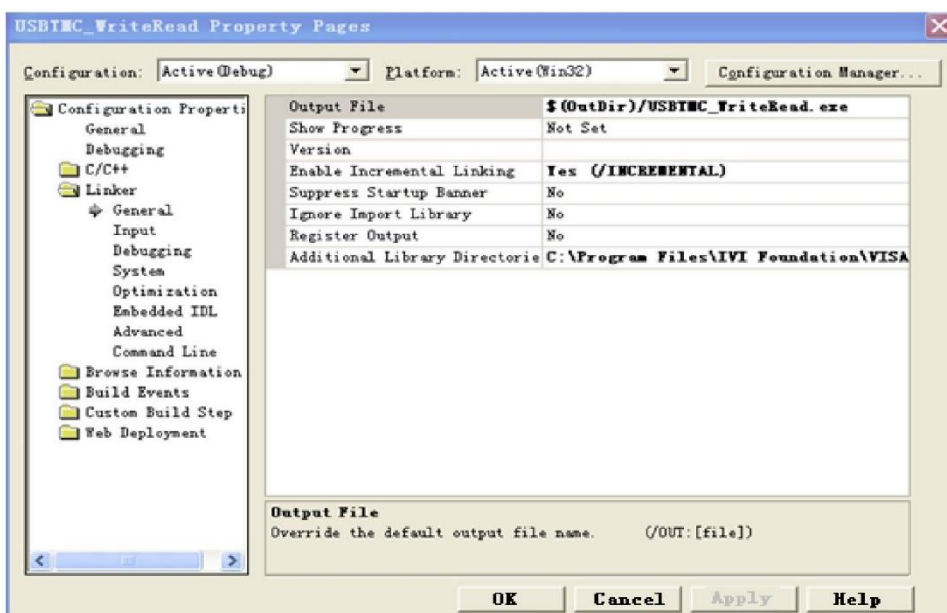 USBTMC_WriteRead Property Pages
Configuration: Active(Debug) Platform: Active(Win32) Configuration Manager...
Configuration Properti
General
Debugging
C/C++
Linker
General
Input
Debugging
System
Optimization
Embedded IDL
Advanced
Command Line
Browse Information
Build Events
Custom Build Step
Web Deployment
Output File $(OutDir)/USBTMC_WriteRead.exe
Show Progress Not Set
Version
Enable Incremental Linking Yes (/INCREMENTAL)
Suppress Startup Banner No
Ignore Import Library No
Register Output No
Additional Library Directorie C:\Program Files\IVI Foundation\VISA
Output File
Override the default output file name. (/OUT:[file])
OK Cancel Apply Help